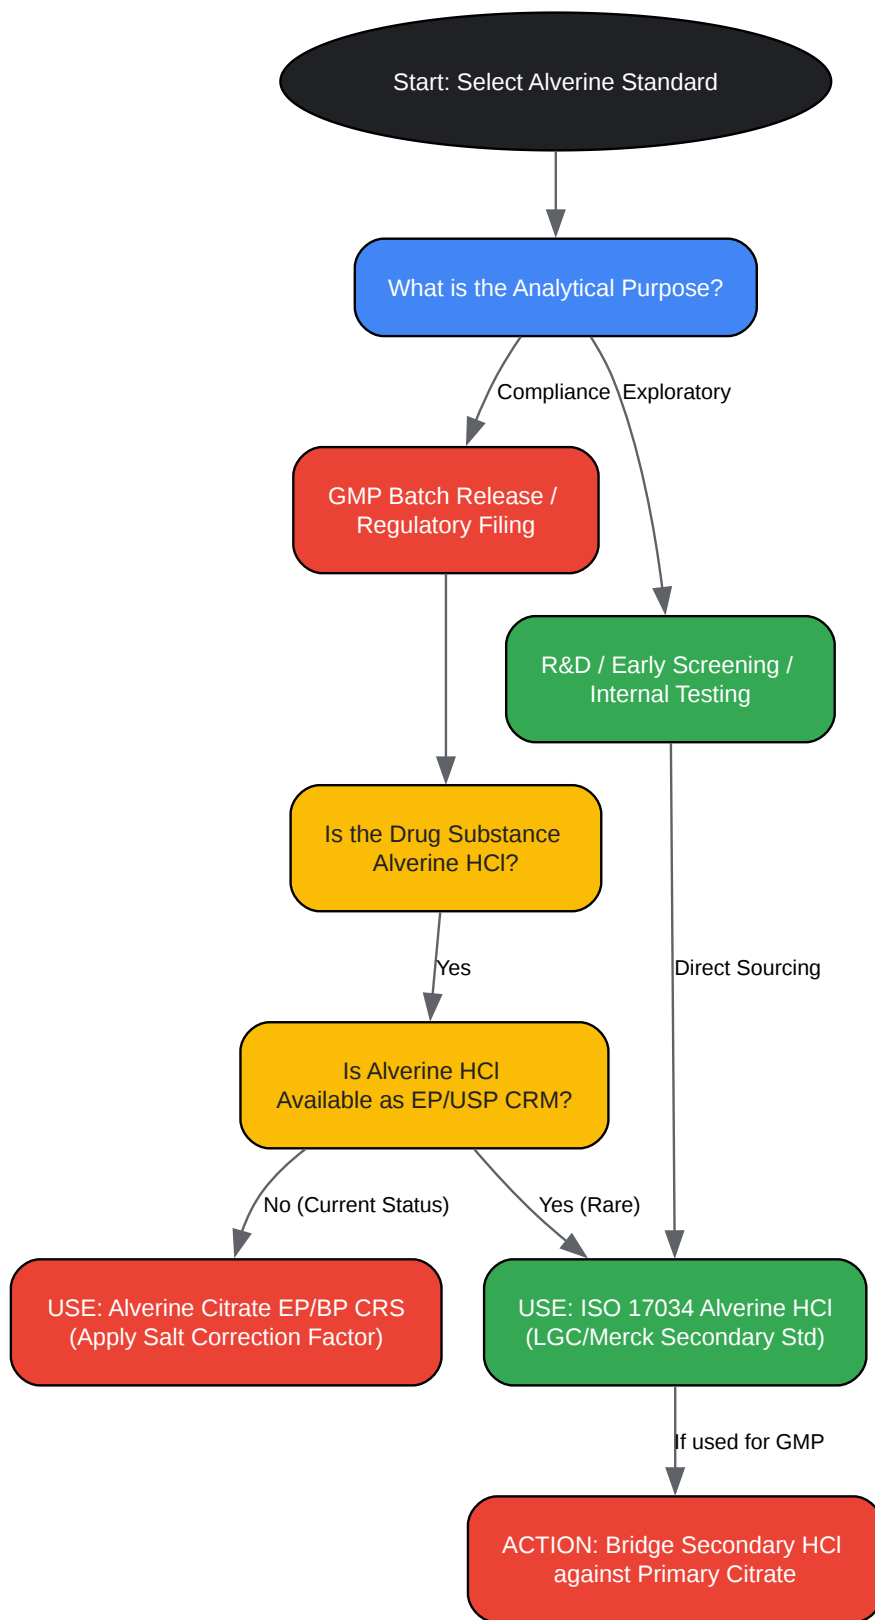 Start: Select Alverine Standard
What is the Analytical Purpose?
Compliance
Exploratory
GMP Batch Release /
Regulatory Filing
R&D / Early Screening /
Internal Testing
Is the Drug Substance
Alverine HCl?
Yes
Direct Sourcing
Is Alverine HCl
Available as EP/USP CRM?
No (Current Status)
Yes (Rare)
USE: Alverine Citrate EP/BP CRS
(Apply Salt Correction Factor)
USE: ISO 17034 Alverine HCl
(LGC/Merck Secondary Std)
If used for GMP
ACTION: Bridge Secondary HCl
against Primary Citrate